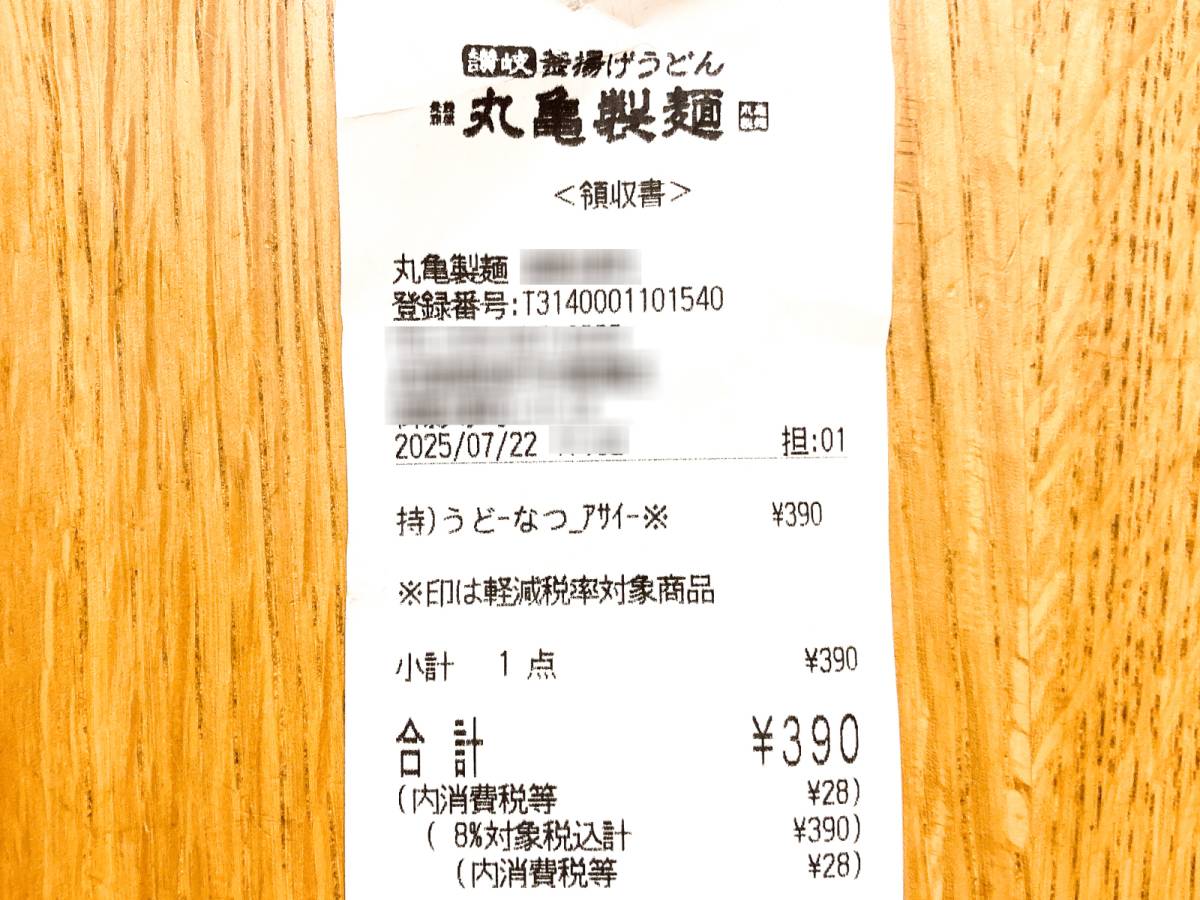 讃岐 釜揚げうどん
丸亀製麺
<領収書>
丸亀製麺
登録番号:T3140001101540
2025/07/22 担:01
持)うどーなつ_ｱｻｲｰ※ ¥390
※印は軽減税率対象商品
小計 1 点 ¥390
合 計 ¥390
(内消費税等 ¥28)
( 8%対象税込計 ¥390)
(内消費税等 ¥28)